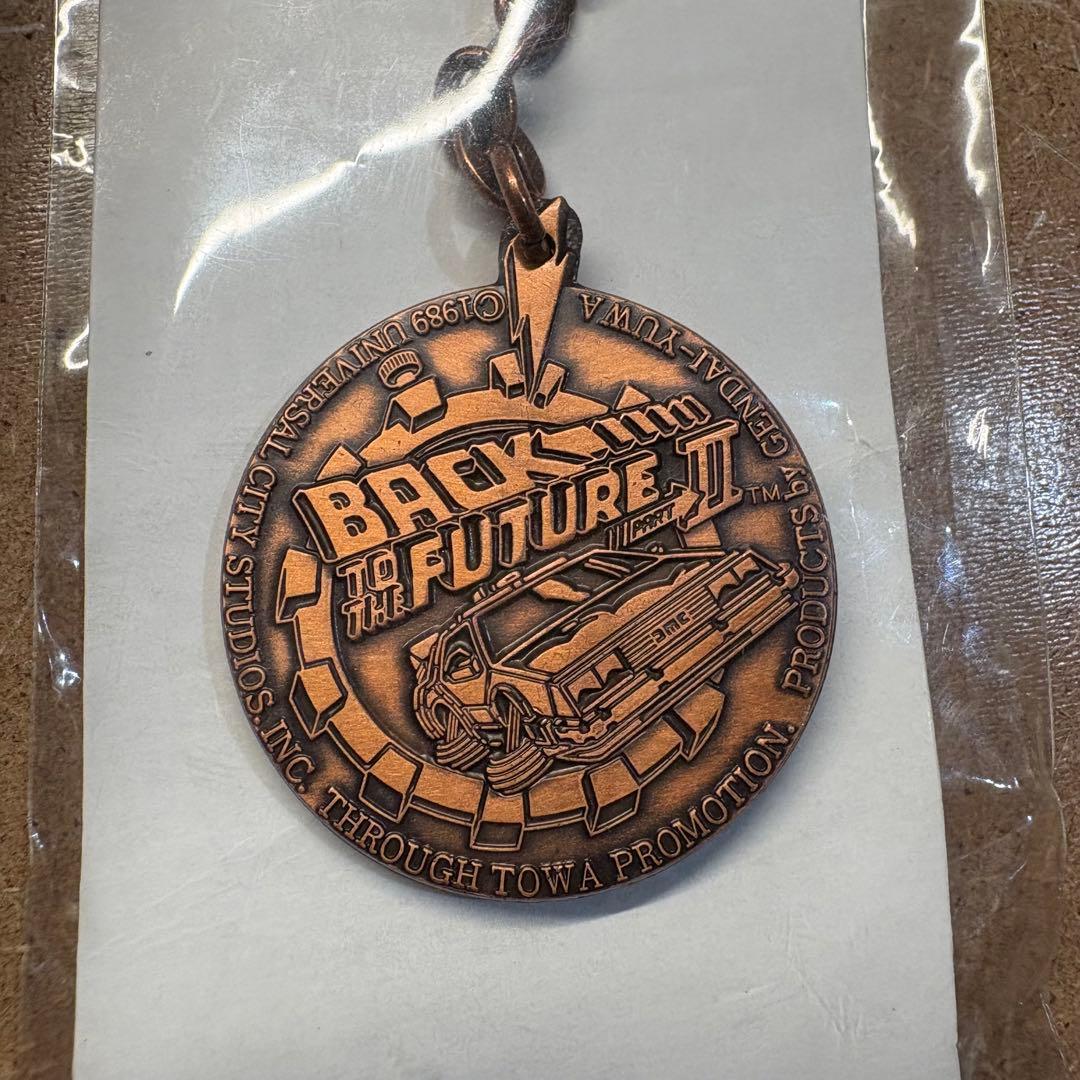 BACK
TO THE FUTURE PART II TM
DMC
C1989 UNIVERSAL CITY STUDIOS. INC. THROUGH TOWA PROMOTION. PRODUCTS by GENDAI-YUWA